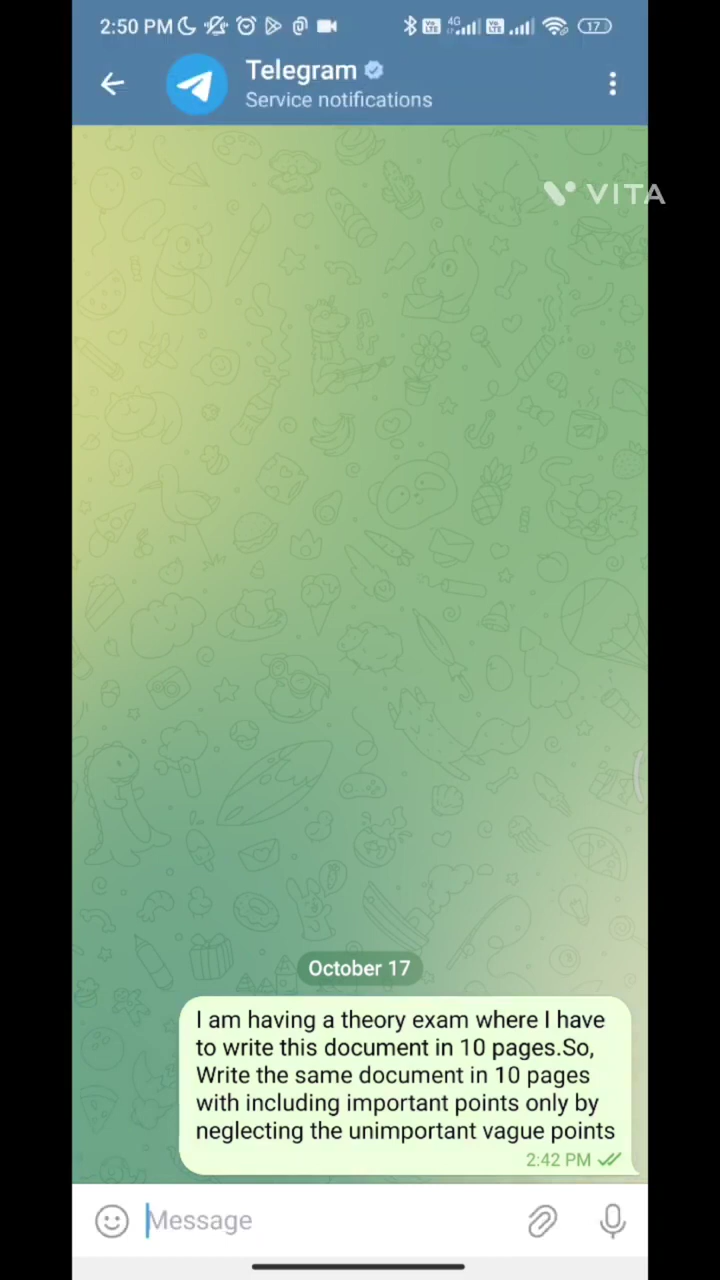 2:50 PM
4G
17
Telegram
Service notifications
VITA
October 17
I am having a theory exam where I have
to write this document in 10 pages.So,
Write the same document in 10 pages
with including important points only by
neglecting the unimportant vague points
2:42 PM
Message